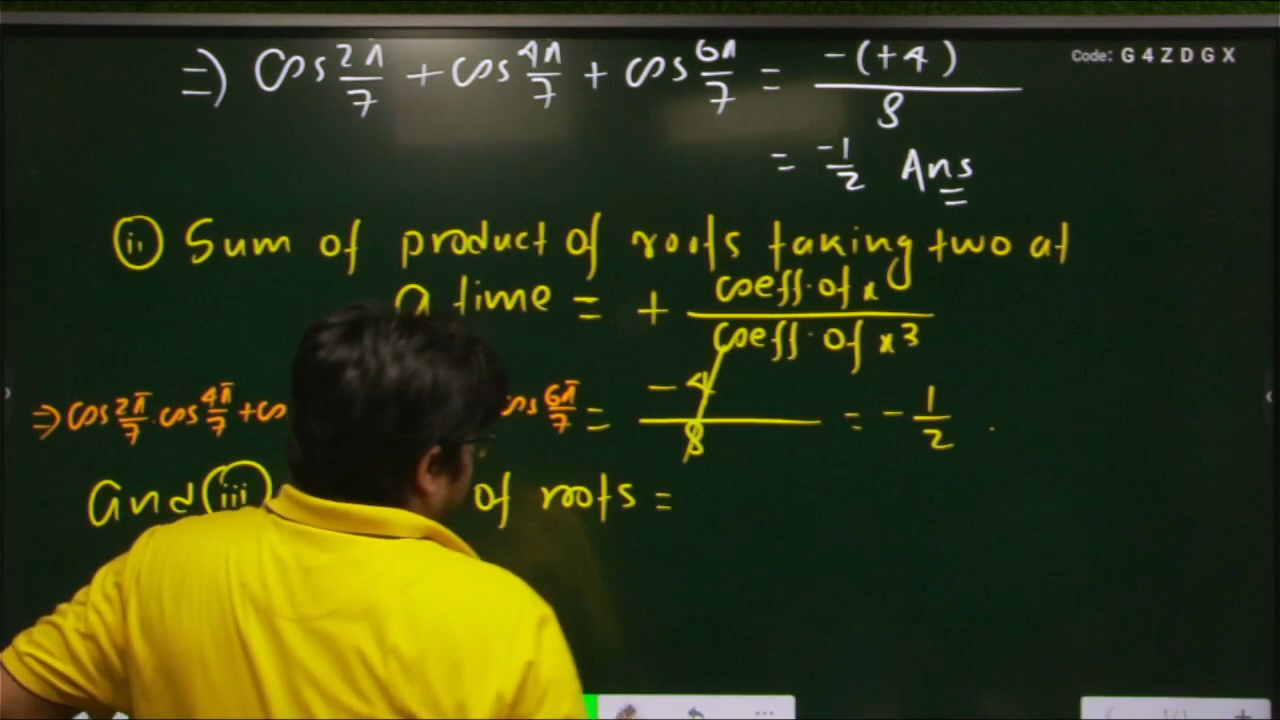 ⇒) cos 2π/7 + cos 4π/7 + cos 6π/7 = -(+4)/8
Code: G4ZDGX
= -1/2 Ans
(ii) Sum of product of roots taking two at
a time = + coeff. of x / coeff. of x3
⇒ cos 2π/7 . cos 4π/7 + cos 6π/7 = -4/8 = - 1/2 .
and (iii) of roots =